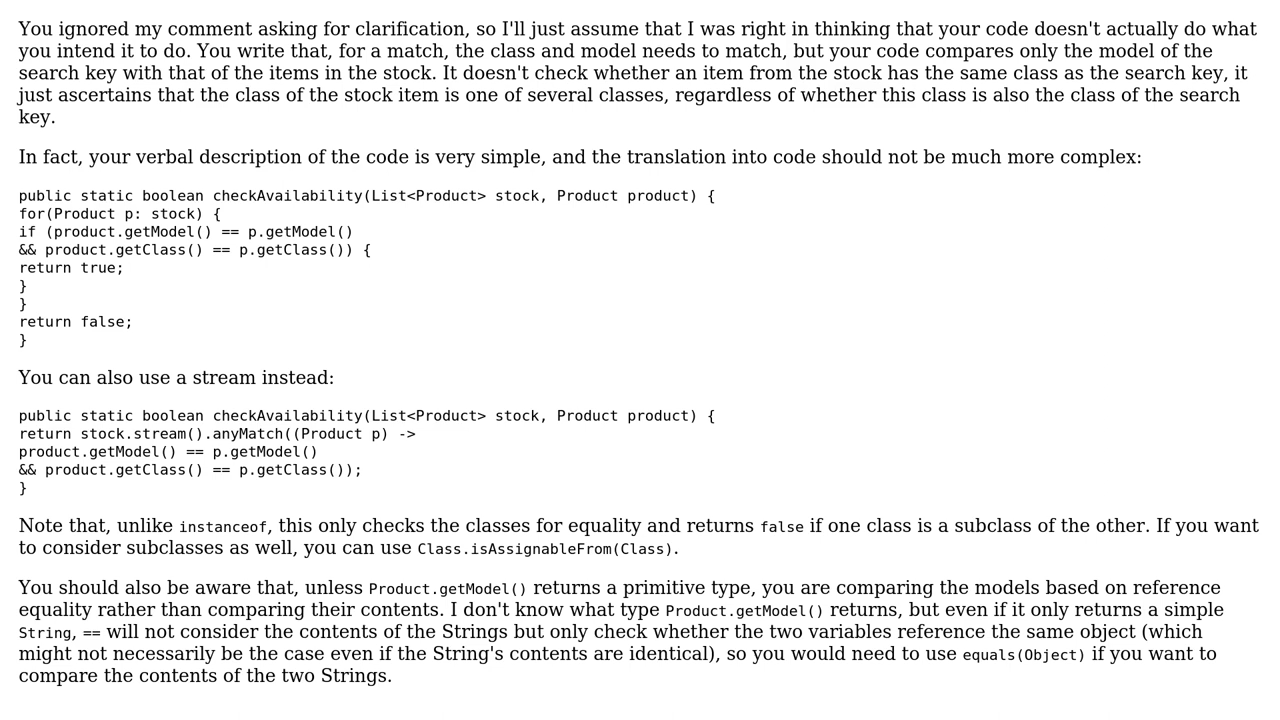 You ignored my comment asking for clarification, so I'll just assume that I was right in thinking that your code doesn't actually do what
you intend it to do. You write that, for a match, the class and model needs to match, but your code compares only the model of the
search key with that of the items in the stock. It doesn't check whether an item from the stock has the same class as the search key, it
just ascertains that the class of the stock item is one of several classes, regardless of whether this class is also the class of the search
key.
In fact, your verbal description of the code is very simple, and the translation into code should not be much more complex:
public static boolean checkAvailability(List<Product> stock, Product product) {
for(Product p: stock) {
if (product.getModel() == p.getModel()
&& product.getClass() == p.getClass()) {
return true;
}
}
return false;
}
You can also use a stream instead:
public static boolean checkAvailability(List<Product> stock, Product product) {
return stock.stream().anyMatch((Product p) ->
product.getModel() == p.getModel()
&& product.getClass() == p.getClass());
}
Note that, unlike instanceof, this only checks the classes for equality and returns false if one class is a subclass of the other. If you want
to consider subclasses as well, you can use Class.isAssignableFrom(Class).
You should also be aware that, unless Product.getModel() returns a primitive type, you are comparing the models based on reference
equality rather than comparing their contents. I don't know what type Product.getModel() returns, but even if it only returns a simple
String, == will not consider the contents of the Strings but only check whether the two variables reference the same object (which
might not necessarily be the case even if the String's contents are identical), so you would need to use equals(Object) if you want to
compare the contents of the two Strings.